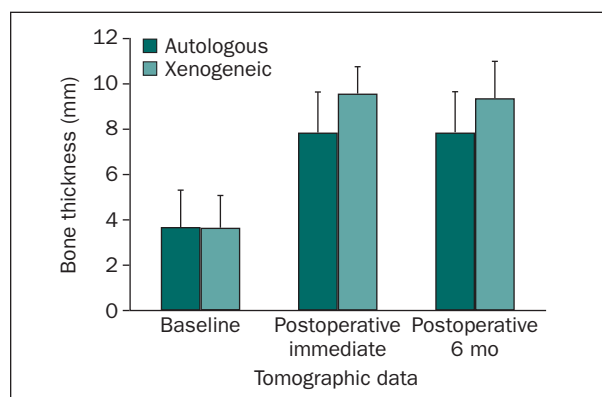 Autologous
Xenogeneic
Bone thickness (mm)
12
10
8
6
4
2
0
Baseline
Postoperative immediate
Postoperative 6 mo
Tomographic data